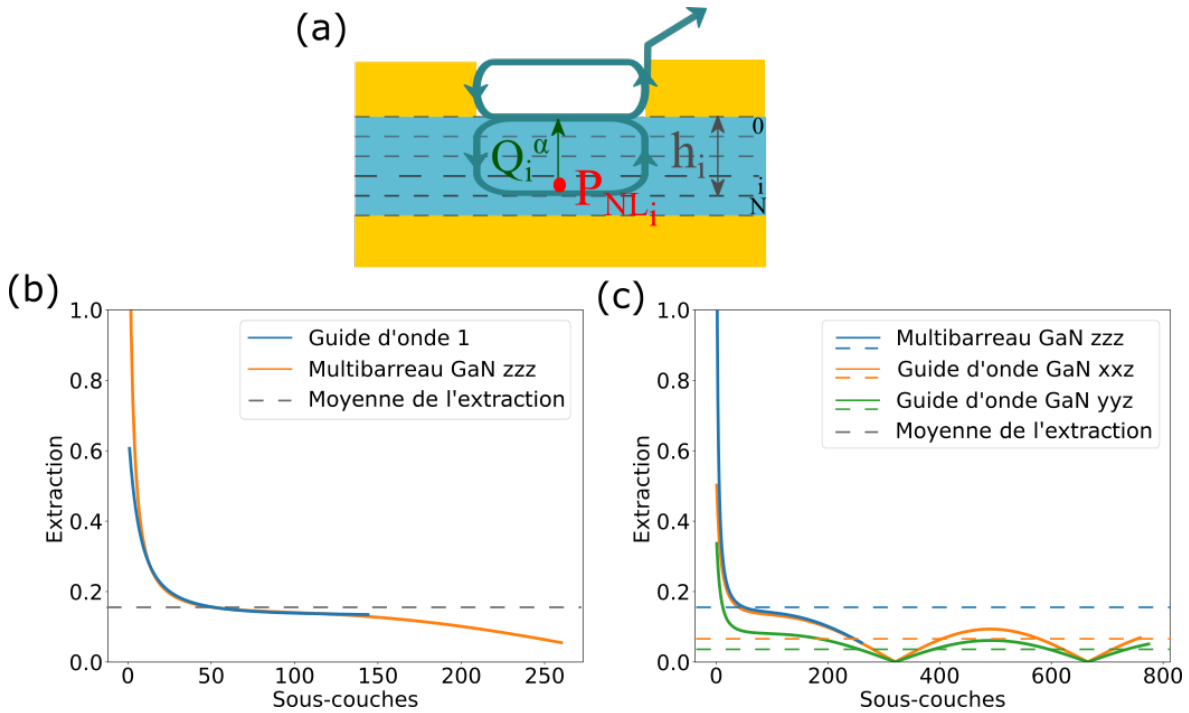 (a)
0
Q_i^α
h_i
i
P_NL_i
N
(b)
(c)
1.0
0.8
0.6
0.4
0.2
0.0
Extraction
Guide d'onde 1
Multibarreau GaN zzz
Moyenne de l'extraction
0 50 100 150 200 250
Sous-couches
1.0
0.8
0.6
0.4
0.2
0.0
Extraction
Multibarreau GaN zzz
Guide d'onde GaN xxz
Guide d'onde GaN yyz
Moyenne de l'extraction
0 200 400 600 800
Sous-couches